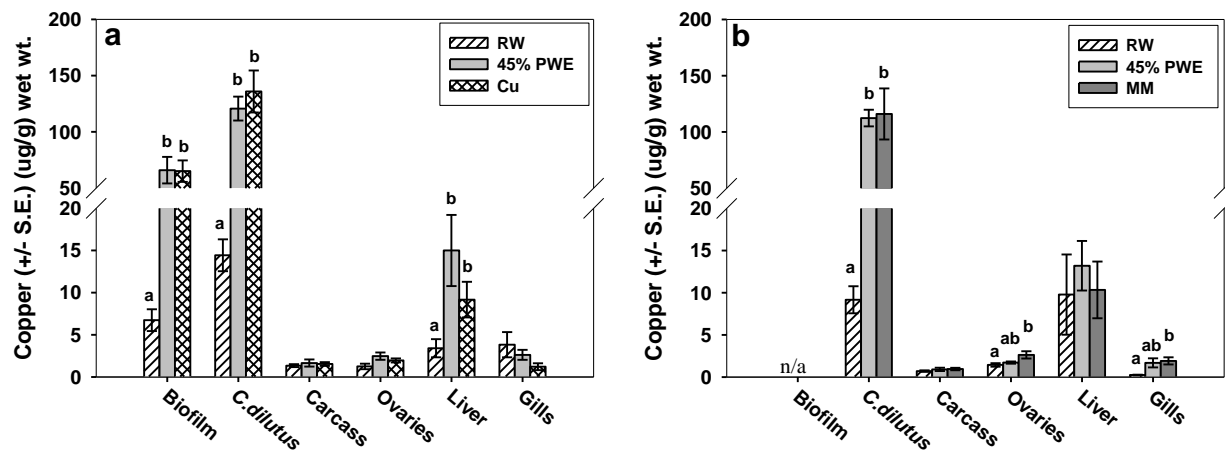 a
RW
45% PWE
Cu
Copper (+/- S.E.) (ug/g) wet wt.
200
150
100
50
20
15
10
5
0
a
b
b
a
b
b
a
b
b
Biofilm
C.dilutus
Carcass
Ovaries
Liver
Gills
b
RW
45% PWE
MM
Copper (+/- S.E.) (ug/g) wet wt.
200
150
100
50
20
15
10
5
0
n/a
a
b
b
a
ab
b
a
ab
b
Biofilm
C.dilutus
Carcass
Ovaries
Liver
Gills